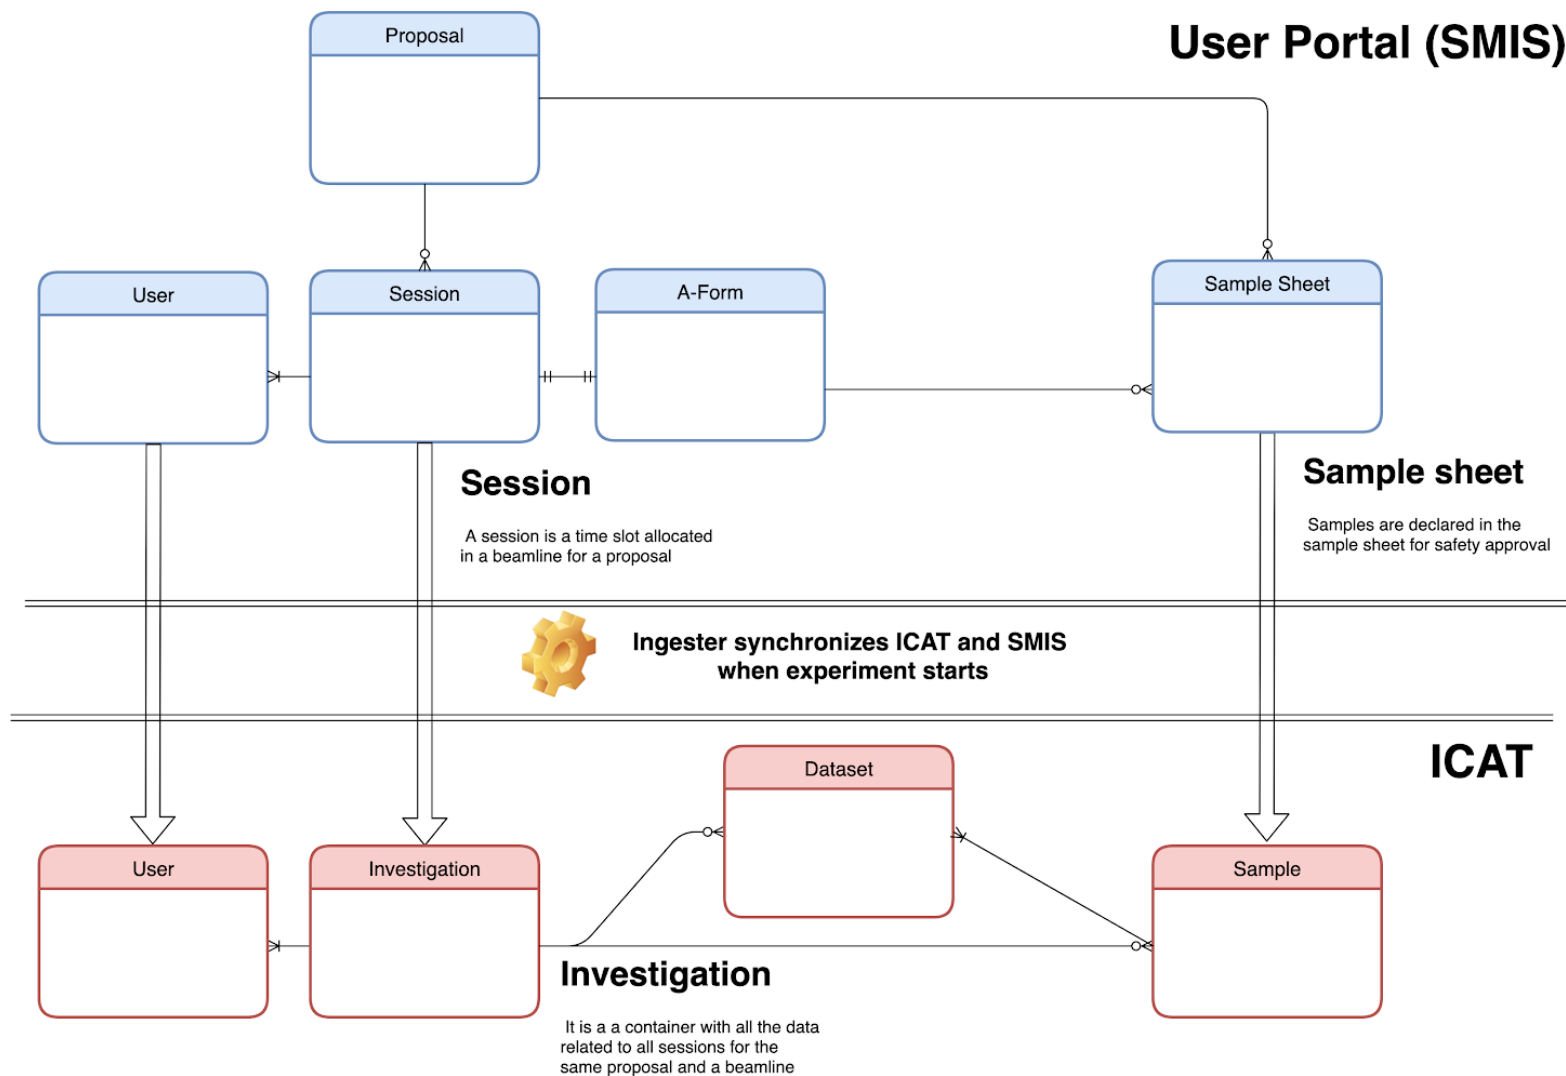 User Portal (SMIS)
Proposal
User
Session
A-Form
Sample Sheet
Session
A session is a time slot allocated
in a beamline for a proposal
Sample sheet
Samples are declared in the
sample sheet for safety approval
Ingester synchronizes ICAT and SMIS
when experiment starts
ICAT
Dataset
User
Investigation
Sample
Investigation
It is a a container with all the data
related to all sessions for the
same proposal and a beamline